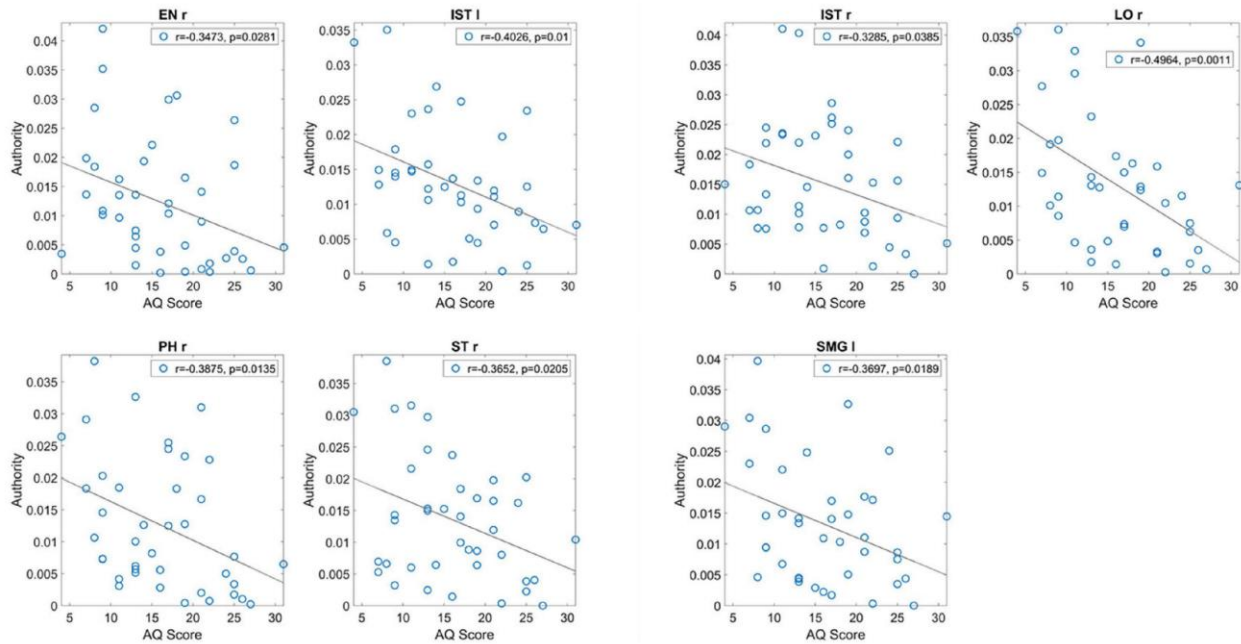 EN r
r=-0.3473, p=0.0281
0.04
0.035
0.03
0.025
0.02
0.015
0.01
0.005
0
Authority
5 10 15 20 25 30
AQ Score
IST l
r=-0.4026, p=0.01
0.035
0.03
0.025
0.02
0.015
0.01
0.005
0
Authority
5 10 15 20 25 30
AQ Score
IST r
r=-0.3285, p=0.0385
0.04
0.035
0.03
0.025
0.02
0.015
0.01
0.005
0
Authority
5 10 15 20 25 30
AQ Score
LO r
r=-0.4964, p=0.0011
0.035
0.03
0.025
0.02
0.015
0.01
0.005
0
Authority
5 10 15 20 25 30
AQ Score
PH r
r=-0.3875, p=0.0135
0.035
0.03
0.025
0.02
0.015
0.01
0.005
0
Authority
5 10 15 20 25 30
AQ Score
ST r
r=-0.3652, p=0.0205
0.035
0.03
0.025
0.02
0.015
0.01
0.005
0
Authority
5 10 15 20 25 30
AQ Score
SMG l
r=-0.3697, p=0.0189
0.04
0.035
0.03
0.025
0.02
0.015
0.01
0.005
0
Authority
5 10 15 20 25 30
AQ Score